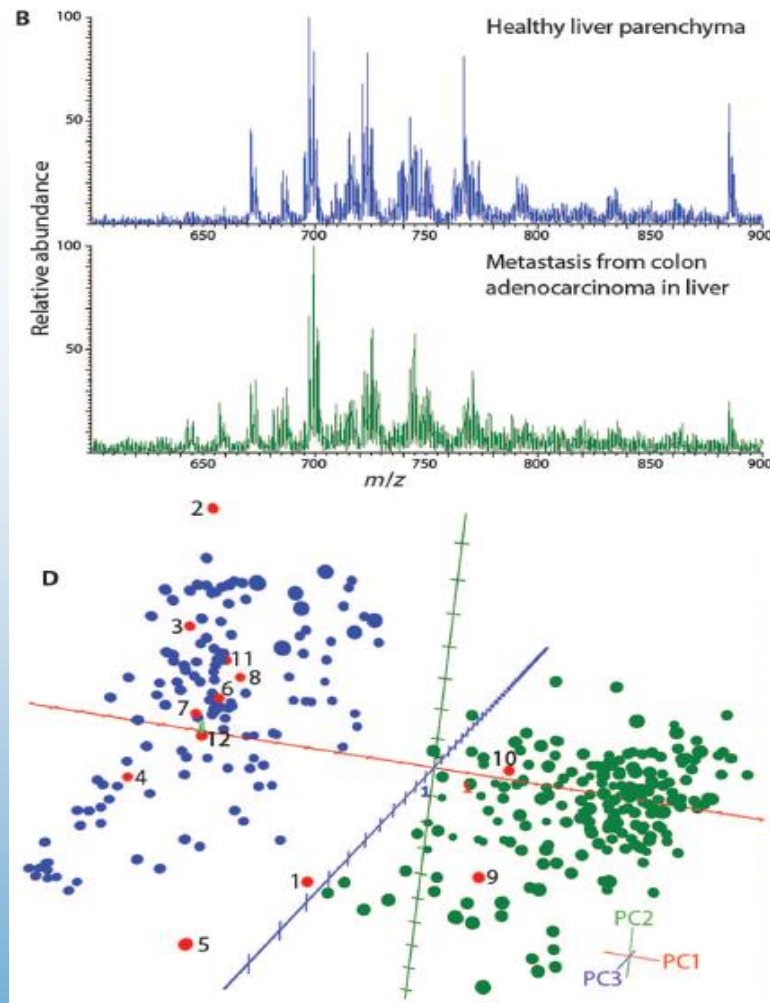 B
100
Healthy liver parenchyma
50
650 700 750 800 850 900
Relative abundance
100
Metastasis from colon
adenocarcinoma in liver
50
650 700 750 800 850 900
m/z
2
D
3
11
8
6
7
12
4
10
1
2
1
9
5
PC2
PC1
PC3